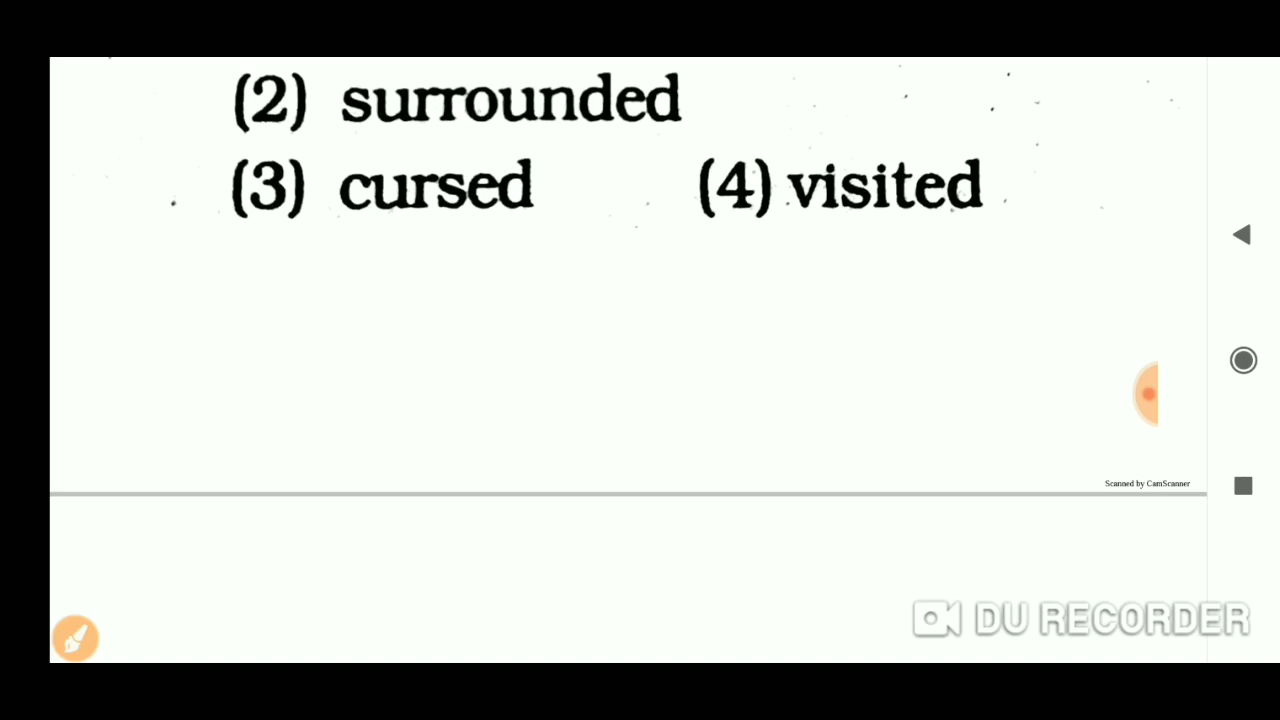 (2) surrounded
(3) cursed (4) visited
Scanned by CamScanner
DU RECORDER